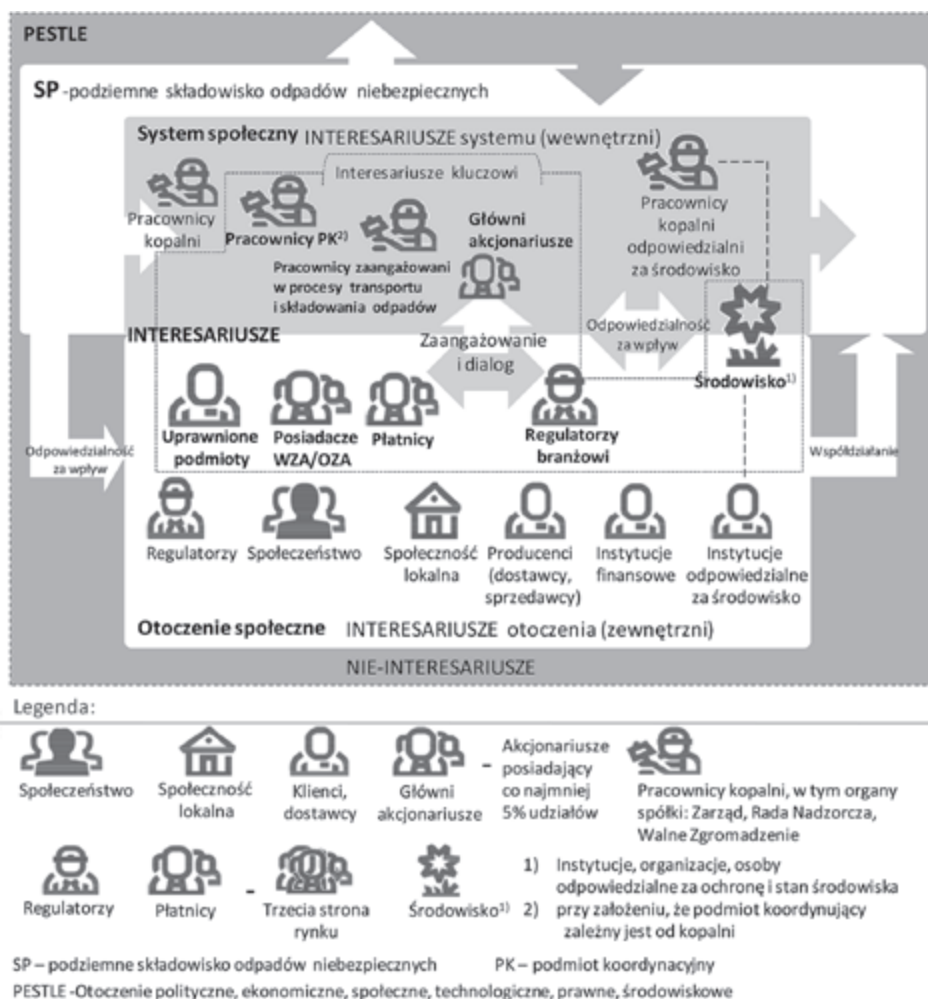 PESTLE
SP -podziemne składowisko odpadów niebezpiecznych
System społeczny INTERESARIUSZE systemu (wewnętrzni)
Interesariusze kluczowi
Pracownicy
kopalni
Pracownicy PK²⁾
Pracownicy zaangażowani
w procesy transportu
i składowania odpadów
Główni
akcjonariusze
Pracownicy
kopalni
odpowiedzialni
za środowisko
INTERESARIUSZE
Zaangażowanie
i dialog
Odpowiedzialność
za wpływ
Środowisko¹⁾
Uprawnione
podmioty
Posiadacze
WZA/OZA
Płatnicy
Regulatorzy
branżowi
Odpowiedzialność
za wpływ
Współdziałanie
Regulatorzy
Społeczeństwo
Społeczność
lokalna
Producenci
(dostawcy,
sprzedawcy)
Instytucje
finansowe
Instytucje
odpowiedzialne
za środowisko
Otoczenie społeczne INTERESARIUSZE otoczenia (zewnętrzni)
NIE-INTERESARIUSZE
Legenda:
Społeczeństwo
Społeczność
lokalna
Klienci,
dostawcy
Główni
akcjonariusze
- Akcjonariusze
posiadający
co najmniej
5% udziałów
Pracownicy kopalni, w tym organy
spółki: Zarząd, Rada Nadzorcza,
Walne Zgromadzenie
Regulatorzy
Płatnicy
-
Trzecia strona
rynku
Środowisko¹⁾
1) Instytucje, organizacje, osoby
odpowiedzialne za ochronę i stan środowiska
2) przy założeniu, że podmiot koordynujący
zależny jest od kopalni
SP – podziemne składowisko odpadów niebezpiecznych
PK – podmiot koordynacyjny
PESTLE -Otoczenie polityczne, ekonomiczne, społeczne, technologiczne, prawne, środowiskowe